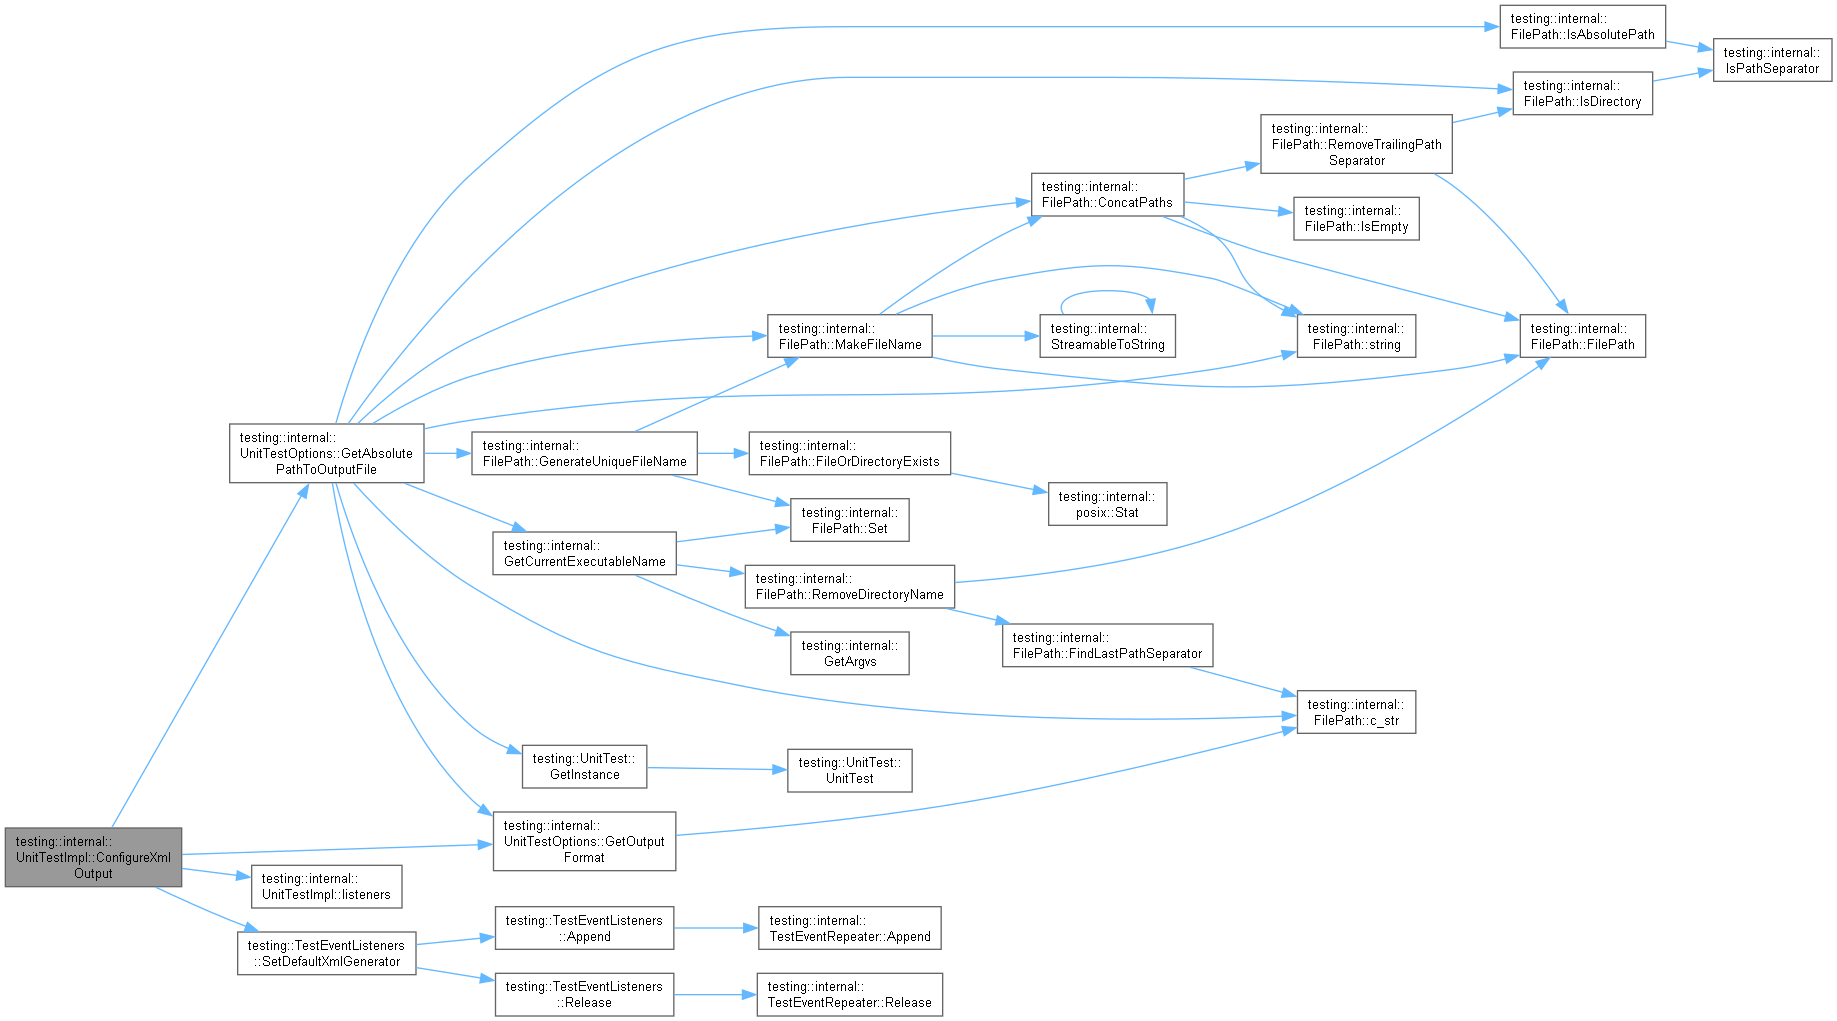 testing::internal::
FilePath::IsAbsolutePath
testing::internal::
IsPathSeparator
testing::internal::
FilePath::IsDirectory
testing::internal::
FilePath::RemoveTrailingPath
Separator
testing::internal::
FilePath::ConcatPaths
testing::internal::
FilePath::IsEmpty
testing::internal::
FilePath::MakeFileName
testing::internal::
StreamableToString
testing::internal::
FilePath::string
testing::internal::
FilePath::FilePath
testing::internal::
UnitTestOptions::GetAbsolute
PathToOutputFile
testing::internal::
FilePath::GenerateUniqueFileName
testing::internal::
FilePath::FileOrDirectoryExists
testing::internal::
posix::Stat
testing::internal::
FilePath::Set
testing::internal::
GetCurrentExecutableName
testing::internal::
FilePath::RemoveDirectoryName
testing::internal::
GetArgvs
testing::internal::
FilePath::FindLastPathSeparator
testing::internal::
FilePath::c_str
testing::UnitTest::
GetInstance
testing::UnitTest::
UnitTest
testing::internal::
UnitTestOptions::GetOutput
Format
testing::internal::
UnitTestImpl::ConfigureXml
Output
testing::internal::
UnitTestImpl::listeners
testing::TestEventListeners
::SetDefaultXmlGenerator
testing::TestEventListeners
::Append
testing::internal::
TestEventRepeater::Append
testing::TestEventListeners
::Release
testing::internal::
TestEventRepeater::Release